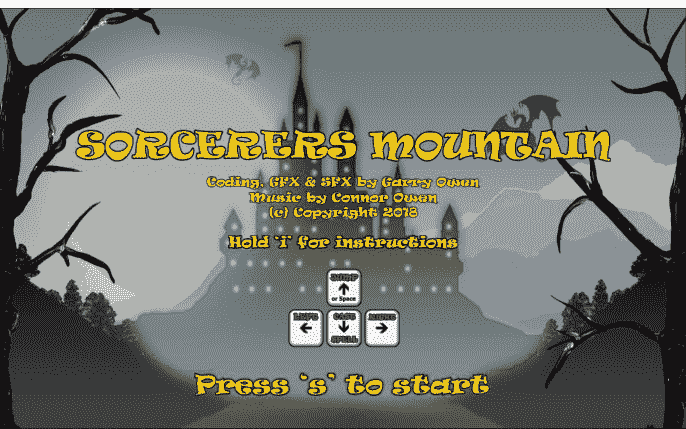 SORCERERS MOUNTAIN
Coding, GFX & SFX by Garry Owen
Music by Connor Owen
(c) Copyright 2018
Hold 'I' for instructions
JUMP
or Space
LEFT CAST RIGHT
SPELL
Press 's' to start